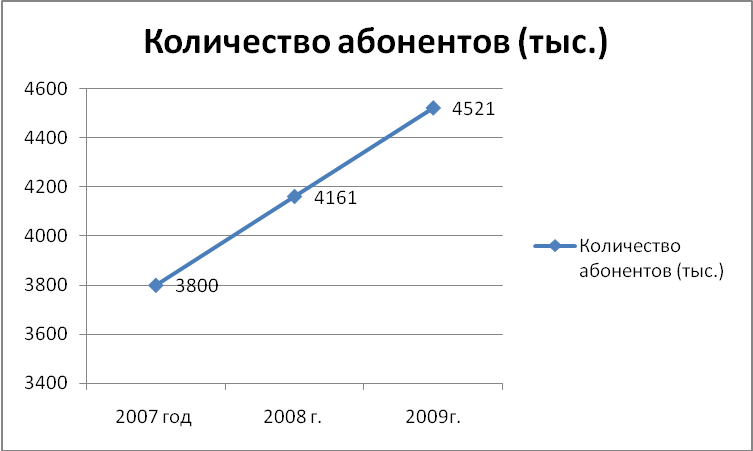 Количество абонентов (тыс.)
4600
4400
4200
4000
3800
3600
3400
3800
4161
4521
2007 год
2008 г.
2009г.
Количество
абонентов (тыс.)